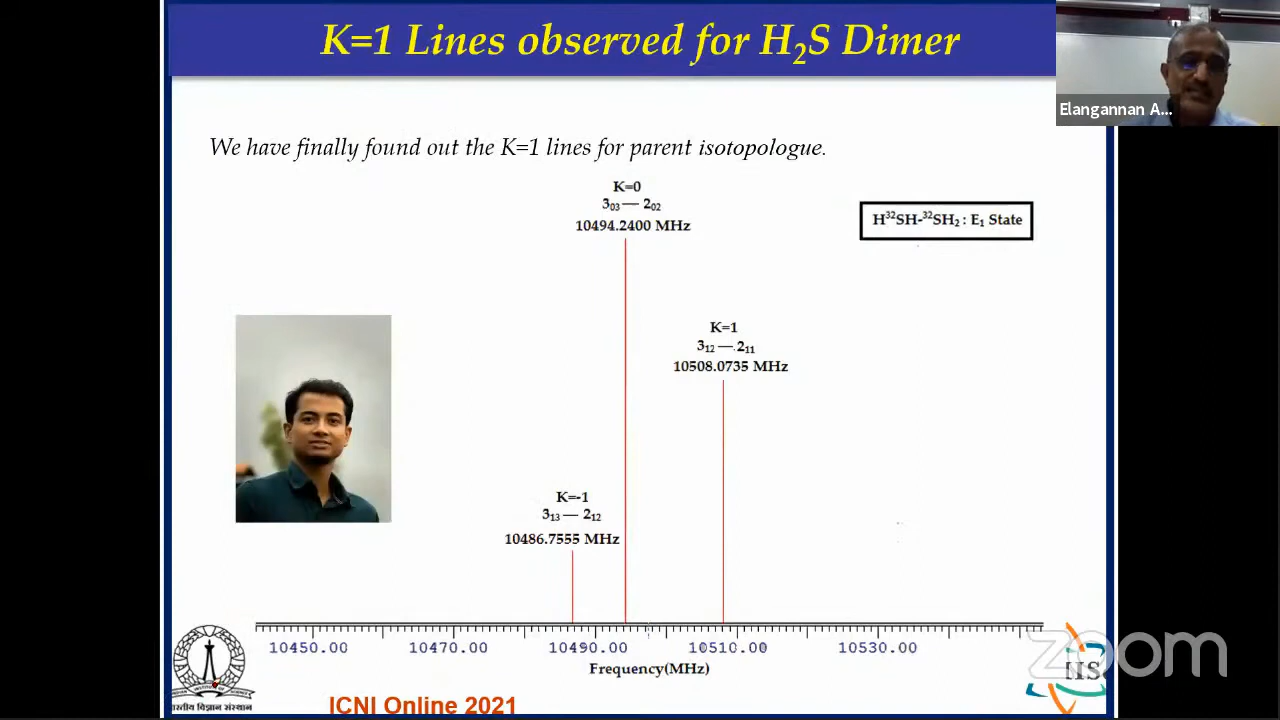 K=1 Lines observed for H₂S Dimer
Elangannan A...
We have finally found out the K=1 lines for parent isotopologue.
K=0
3₀₃— 2₀₂
10494.2400 MHz
H³²SH-³²SH₂ : E₁ State
K=1
3₁₂ — 2₁₁
10508.0735 MHz
K=-1
3₁₃ — 2₁₂
10486.7555 MHz
10450.00 10470.00 10490.00 10510.00 10530.00
Frequency(MHz)
zoom
भारतीय विज्ञान संस्थान
ICNI Online 2021